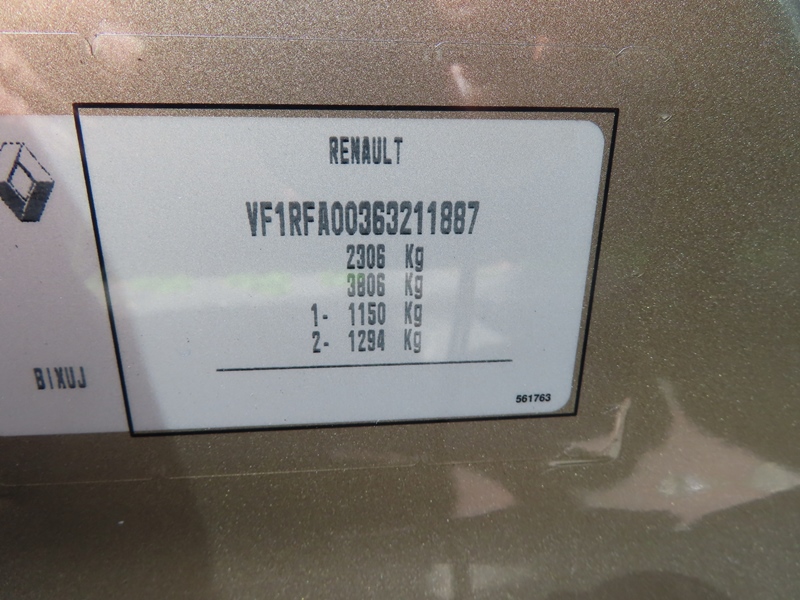 RENAULT
VF1RFA00363211887
2306 Kg
3806 Kg
1- 1150 Kg
2- 1294 Kg
BIXUJ
561763